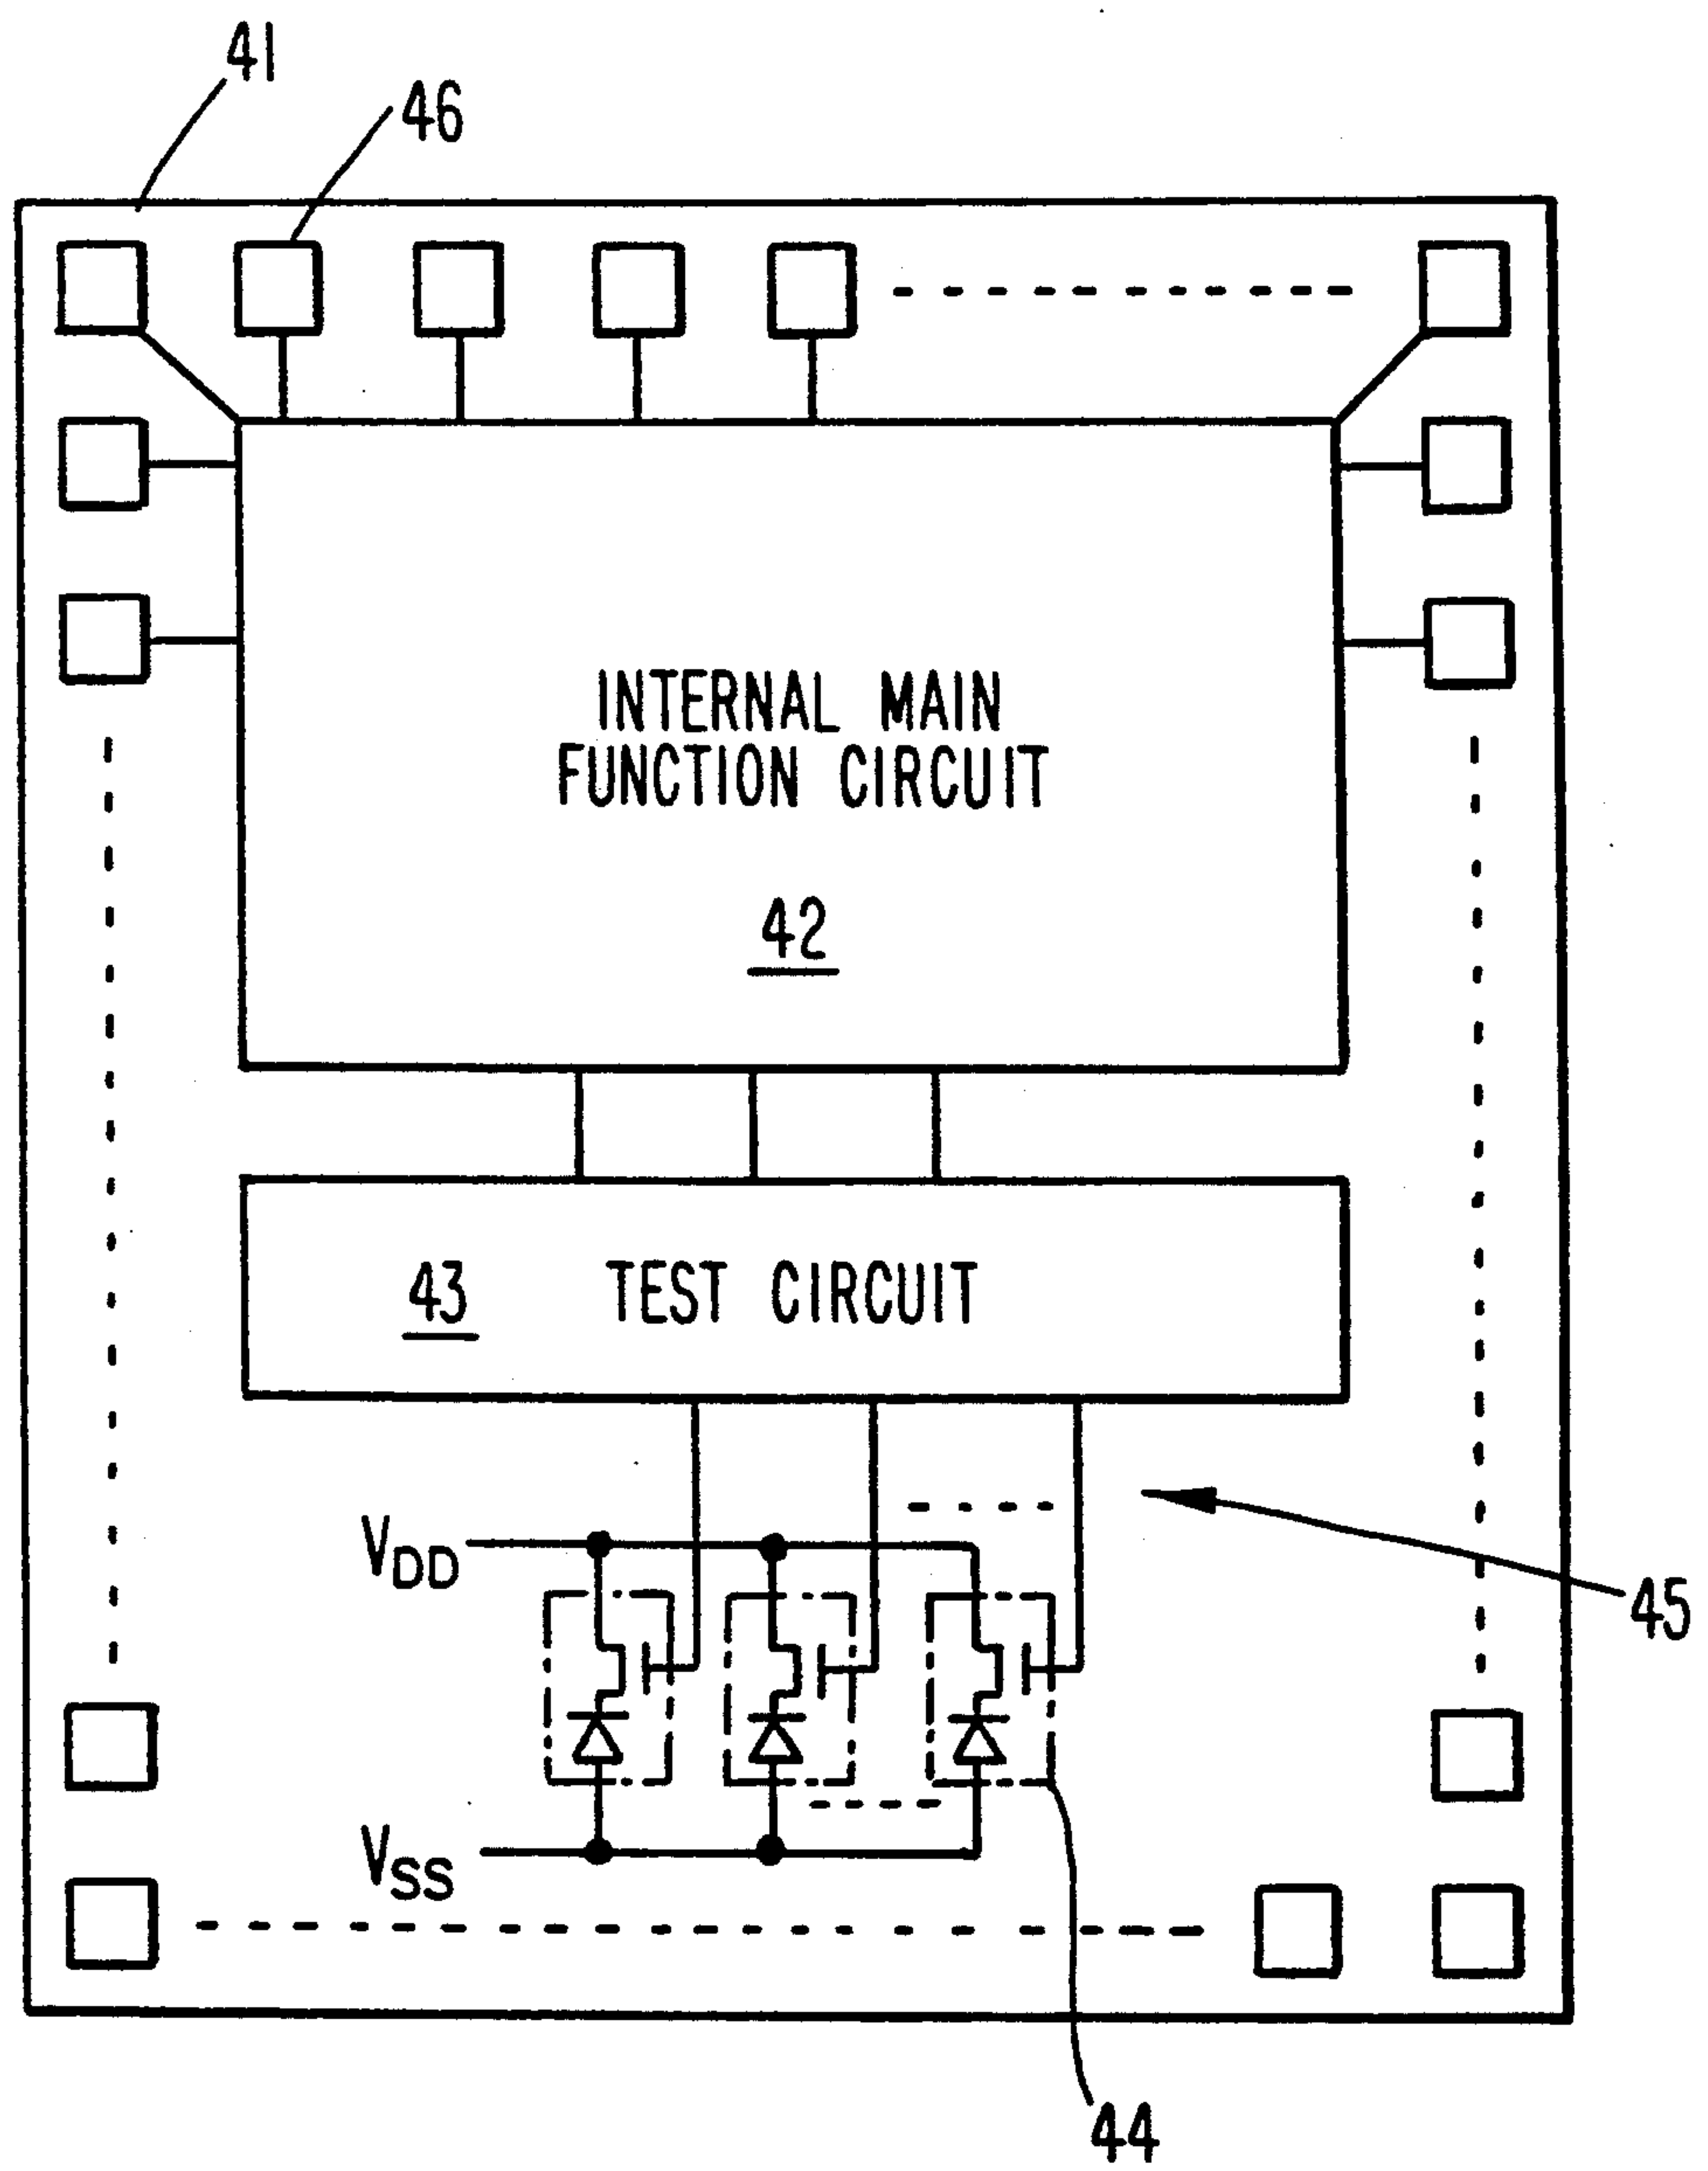 41
46
INTERNAL MAIN
FUNCTION CIRCUIT
42
43 TEST CIRCUIT
VDD
45
VSS
44